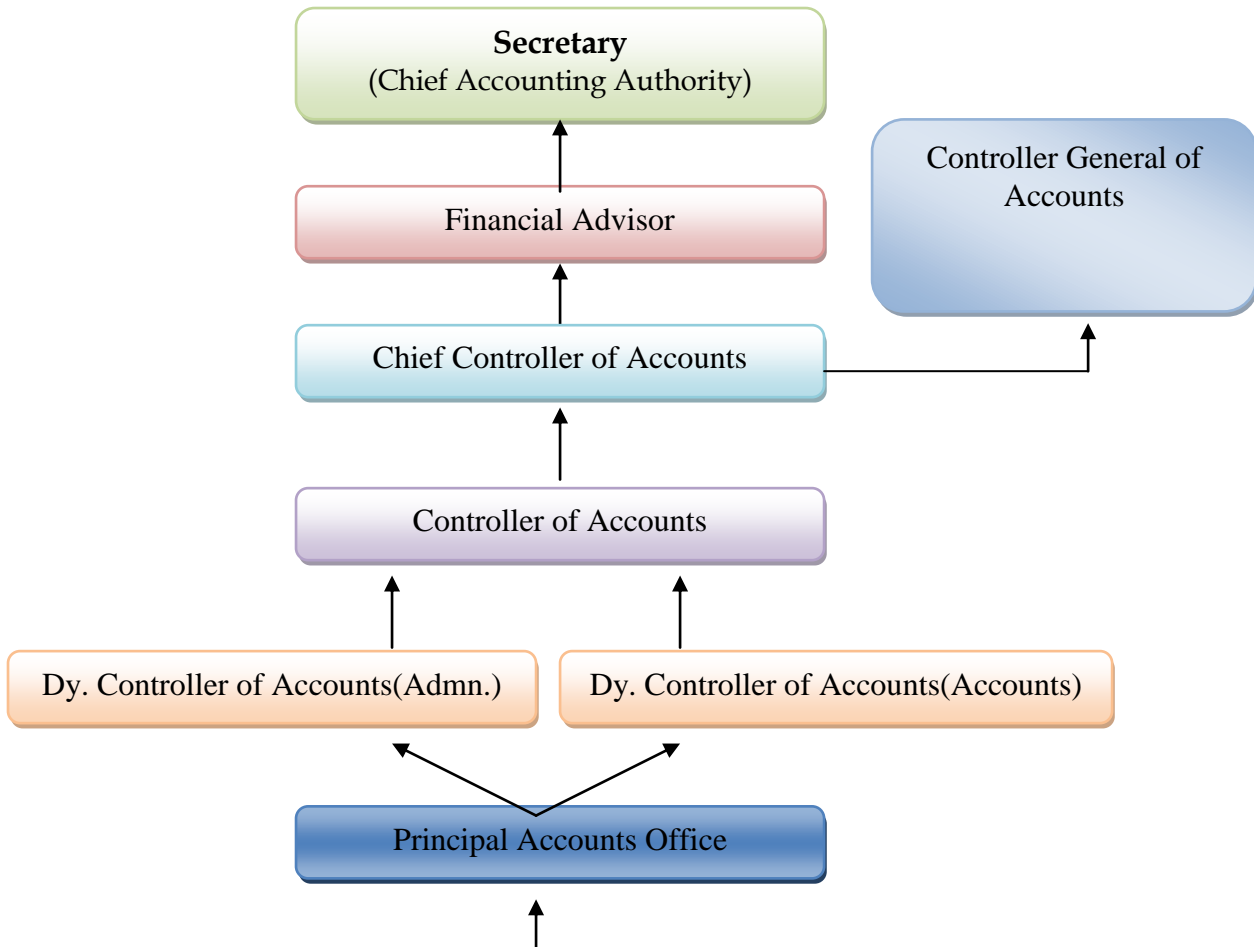 Secretary
(Chief Accounting Authority)
Controller General of
Accounts
Financial Advisor
Chief Controller of Accounts
Controller of Accounts
Dy. Controller of Accounts(Admn.)
Dy. Controller of Accounts(Accounts)
Principal Accounts Office